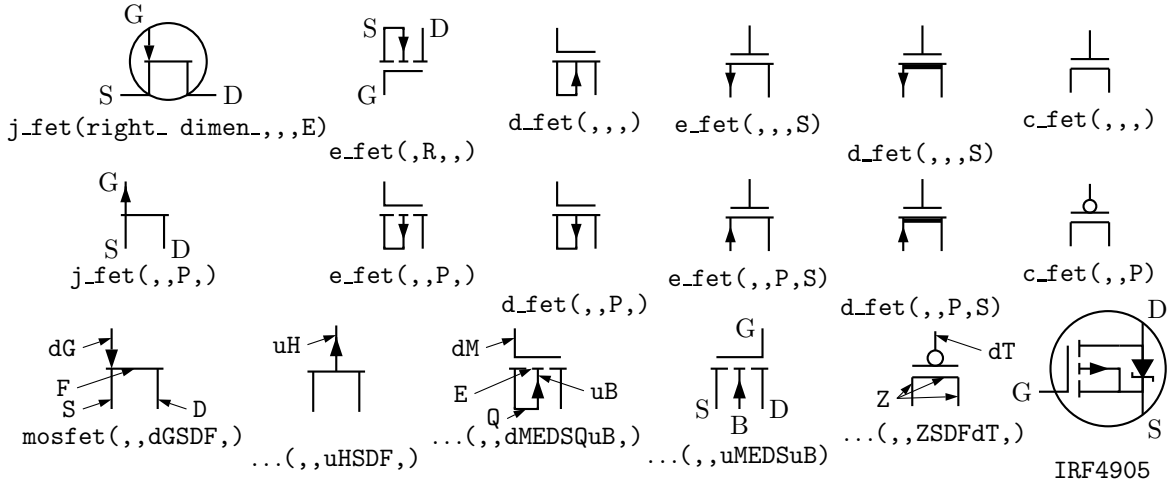 G
S D
j_fet(right_ dimen_,,,E)
S D
G
e_fet(,R,,)
d_fet(,,,)
e_fet(,,,S)
d_fet(,,,S)
c_fet(,,,)
G
S D
j_fet(,,P,)
e_fet(,,P,)
d_fet(,,P,)
e_fet(,,P,S)
d_fet(,,P,S)
c_fet(,,P)
dG
F
S D
mosfet(,,dGSDF,)
uH
...(,,uHSDF,)
dM
E uB
Q
...(,,dMEDSQuB,)
G
S B D
...(,,uMEDSuB)
dT
Z
...(,,ZSDFdT,)
D
G
S
IRF4905